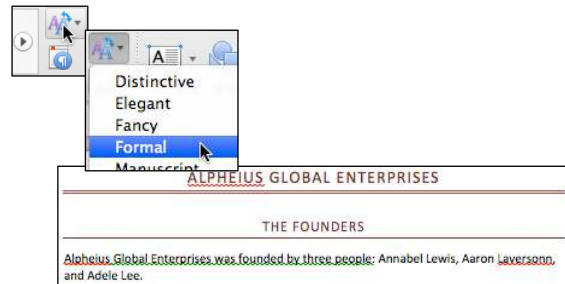 Distinctive
Elegant
Fancy
Formal
Manuscript
ALPHEIUS GLOBAL ENTERPRISES
THE FOUNDERS
Alpheius Global Enterprises was founded by three people: Annabel Lewis, Aaron Laversonn,
and Adele Lee.